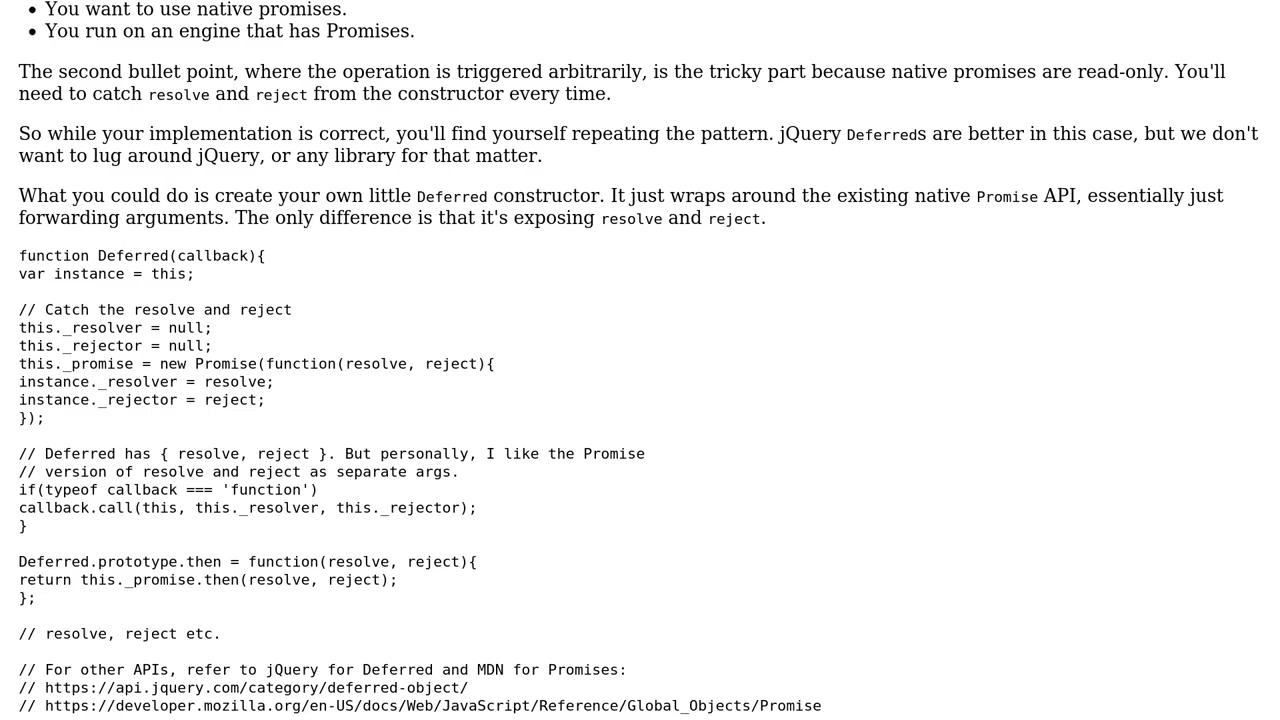 You want to use native promises.
You run on an engine that has Promises.
The second bullet point, where the operation is triggered arbitrarily, is the tricky part because native promises are read-only. You'll
need to catch resolve and reject from the constructor every time.
So while your implementation is correct, you'll find yourself repeating the pattern. jQuery Deferreds are better in this case, but we don't
want to lug around jQuery, or any library for that matter.
What you could do is create your own little Deferred constructor. It just wraps around the existing native Promise API, essentially just
forwarding arguments. The only difference is that it's exposing resolve and reject.
function Deferred(callback){
var instance = this;
// Catch the resolve and reject
this._resolver = null;
this._rejector = null;
this._promise = new Promise(function(resolve, reject){
instance._resolver = resolve;
instance._rejector = reject;
});
// Deferred has { resolve, reject }. But personally, I like the Promise
// version of resolve and reject as separate args.
if(typeof callback === 'function')
callback.call(this, this._resolver, this._rejector);
}
Deferred.prototype.then = function(resolve, reject){
return this._promise.then(resolve, reject);
};
// resolve, reject etc.
// For other APIs, refer to jQuery for Deferred and MDN for Promises:
// https://api.jquery.com/category/deferred-object/
// https://developer.mozilla.org/en-US/docs/Web/JavaScript/Reference/Global_Objects/Promise